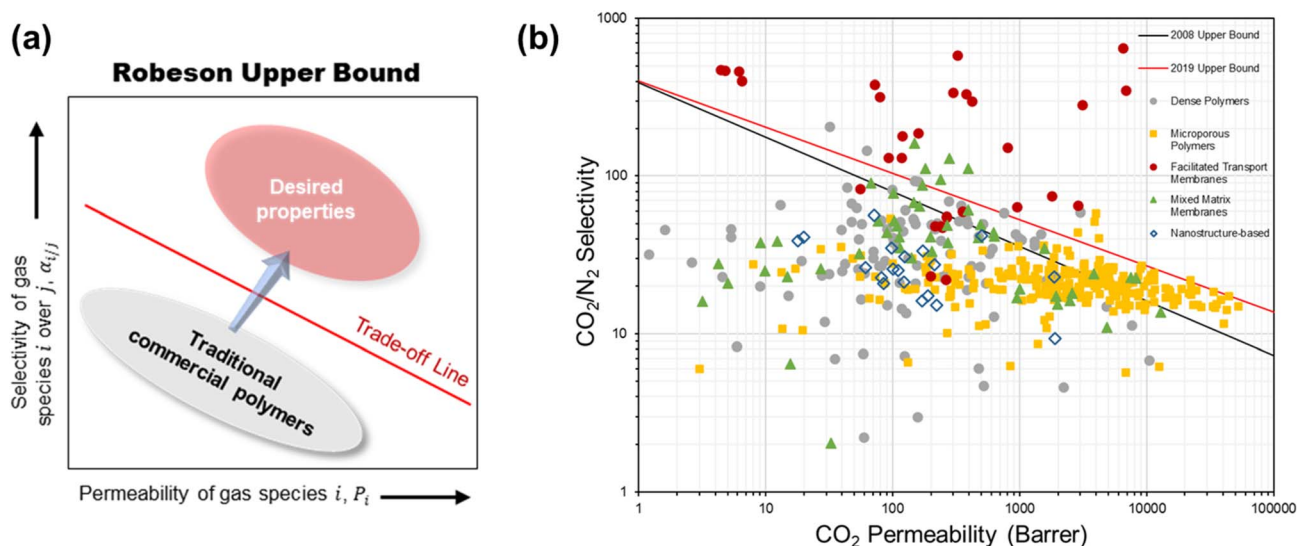 (a)
Robeson Upper Bound
Selectivity of gas
species i over j, αi/j
Desired
properties
Traditional
commercial polymers
Trade-off Line
Permeability of gas species i, Pi
(b)
CO2/N2 Selectivity
1000
100
10
1
2008 Upper Bound
2019 Upper Bound
Dense Polymers
Microporous
Polymers
Facilitated Transport
Membranes
Mixed Matrix
Membranes
Nanostructure-based
1 10 100 1000 10000 100000
CO2 Permeability (Barrer)